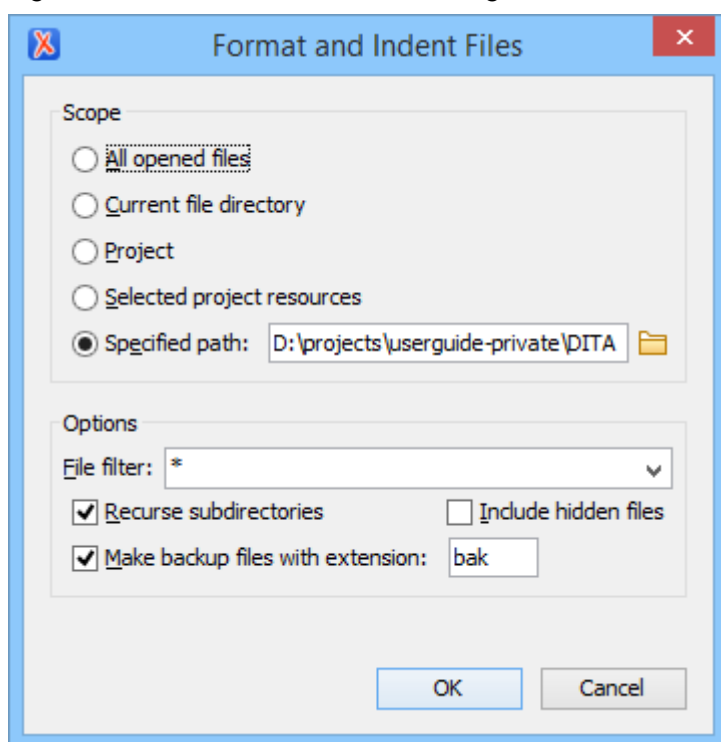 Format and Indent Files
Scope
All opened files
Current file directory
Project
Selected project resources
Specified path: D:\projects\userguide-private\DITA
Options
File filter: *
Recurse subdirectories Include hidden files
Make backup files with extension: bak
OK Cancel